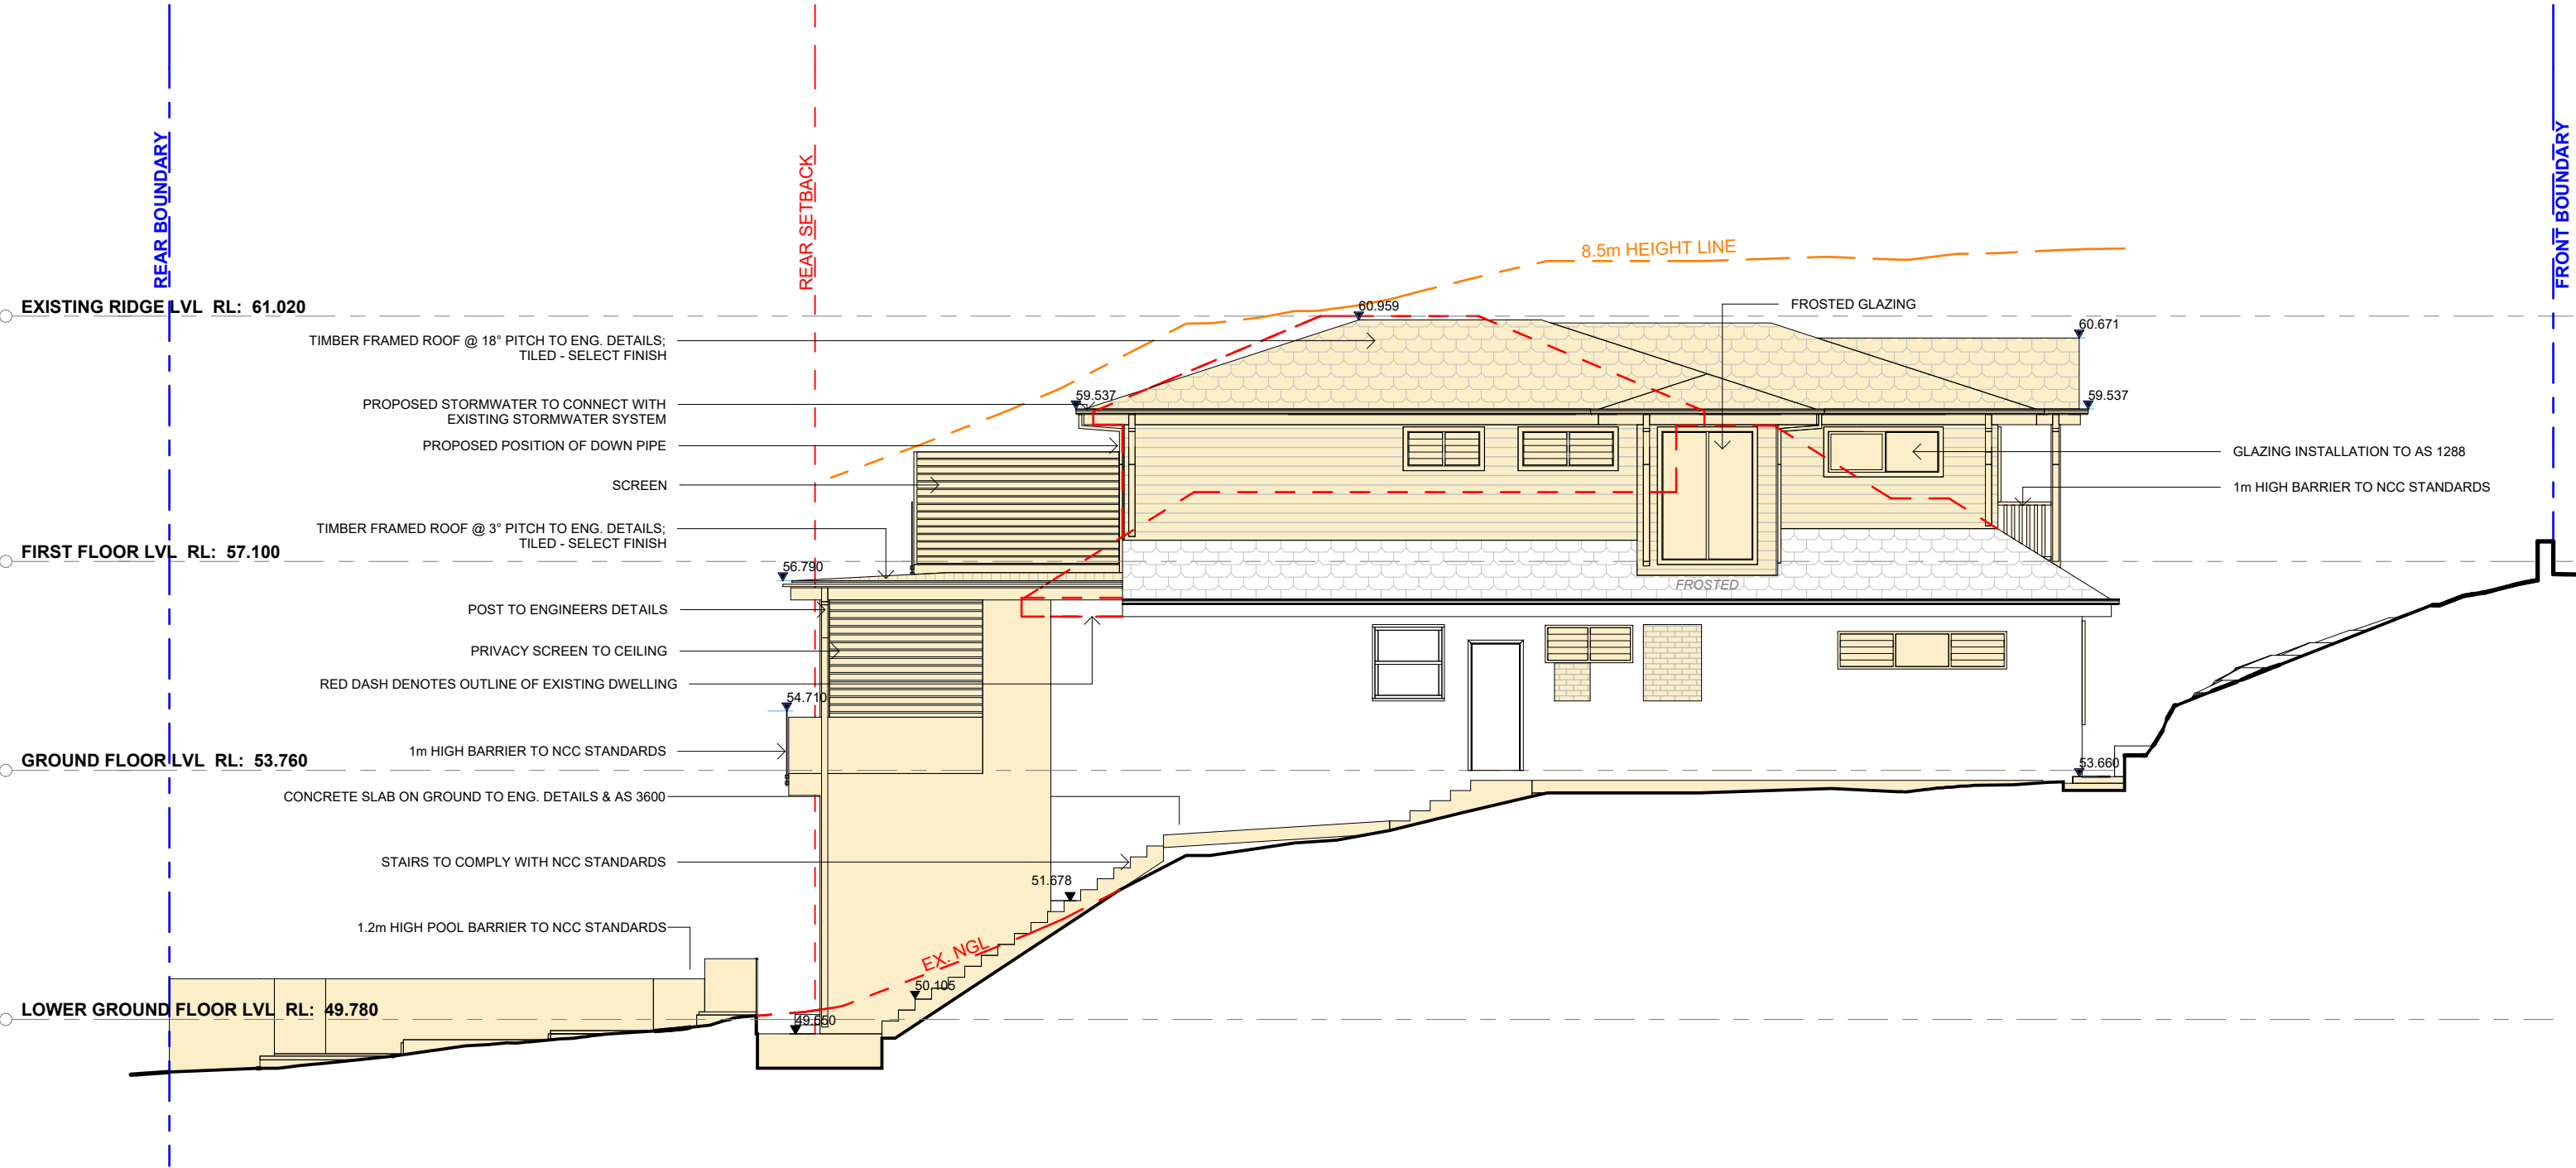 REAR BOUNDARY
REAR SETBACK
FRONT BOUNDARY
8.5m HEIGHT LINE
EXISTING RIDGE LVL RL: 61.020
60.959
FROSTED GLAZING
60.671
TIMBER FRAMED ROOF @ 18° PITCH TO ENG. DETAILS;
TILED - SELECT FINISH
59.537
59.537
PROPOSED STORMWATER TO CONNECT WITH
EXISTING STORMWATER SYSTEM
PROPOSED POSITION OF DOWN PIPE
GLAZING INSTALLATION TO AS 1288
SCREEN
1m HIGH BARRIER TO NCC STANDARDS
TIMBER FRAMED ROOF @ 3° PITCH TO ENG. DETAILS;
TILED - SELECT FINISH
FIRST FLOOR LVL RL: 57.100
56.790
FROSTED
POST TO ENGINEERS DETAILS
PRIVACY SCREEN TO CEILING
RED DASH DENOTES OUTLINE OF EXISTING DWELLING
54.710
1m HIGH BARRIER TO NCC STANDARDS
GROUND FLOOR LVL RL: 53.760
53.660
CONCRETE SLAB ON GROUND TO ENG. DETAILS & AS 3600
STAIRS TO COMPLY WITH NCC STANDARDS
51.678
1.2m HIGH POOL BARRIER TO NCC STANDARDS
EX. NGL
50.105
LOWER GROUND FLOOR LVL RL: 49.780
49.550